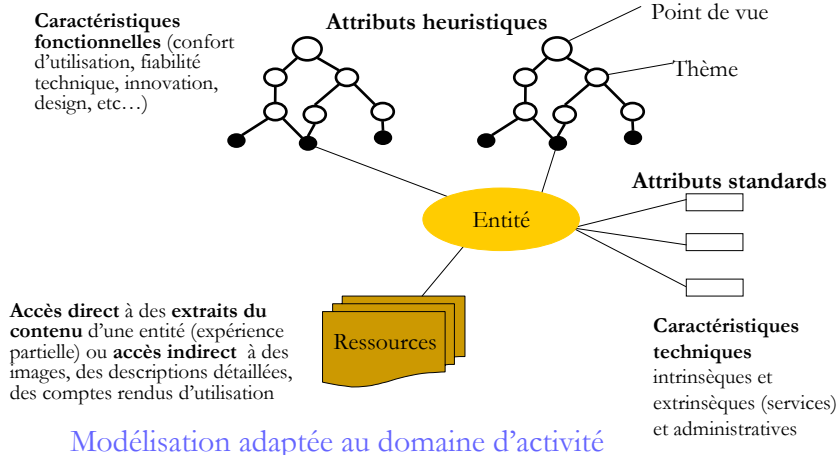 Caractéristiques
fonctionnelles (confort
d'utilisation, fiabilité
technique, innovation,
design, etc…)
Attributs heuristiques
Point de vue
Thème
Attributs standards
Entité
Accès direct à des extraits du
contenu d'une entité (expérience
partielle) ou accès indirect à des
images, des descriptions détaillées,
des comptes rendus d'utilisation
Ressources
Caractéristiques
techniques
intrinsèques et
extrinsèques (services)
et administratives
Modélisation adaptée au domaine d'activité